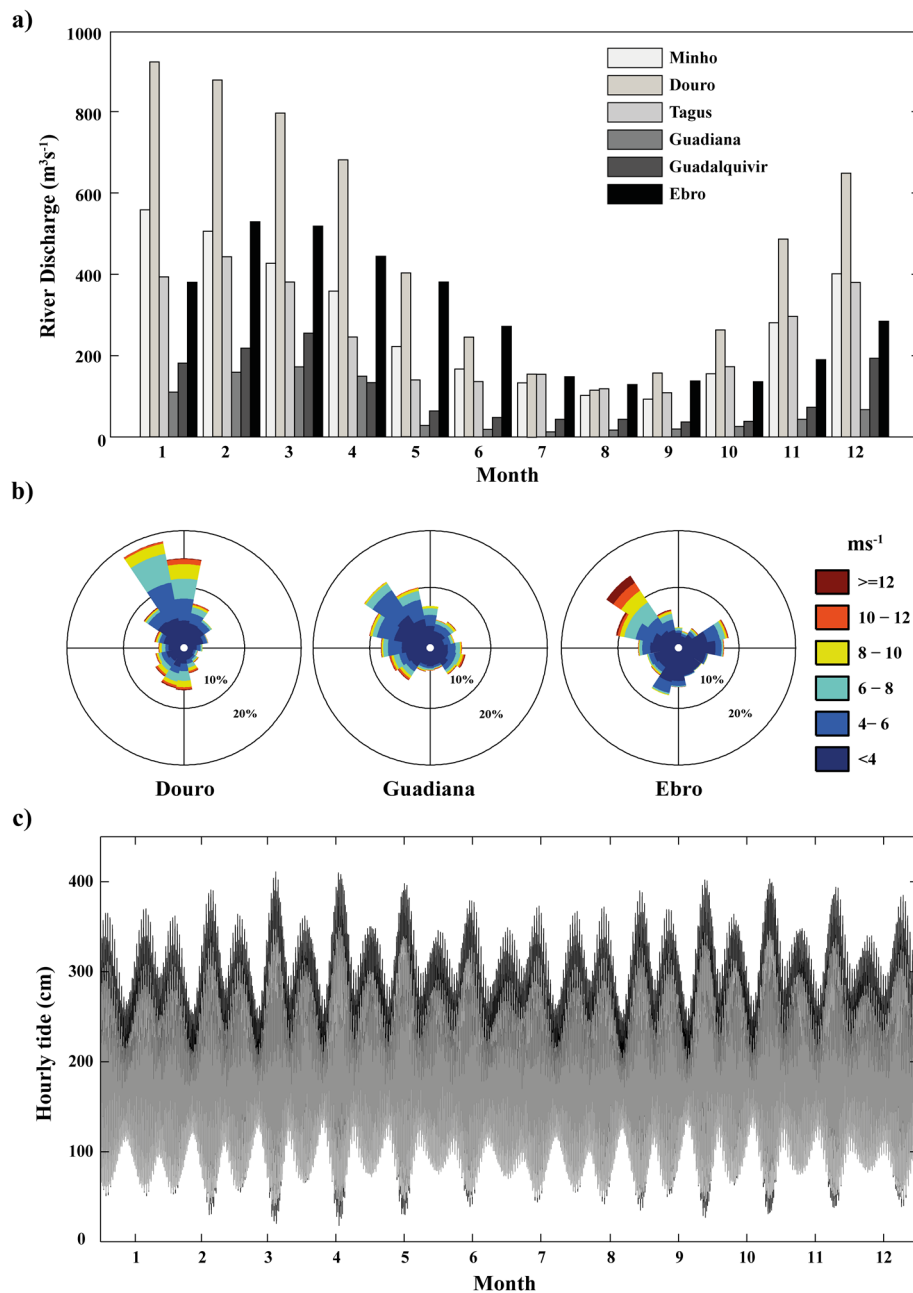 a)
1000
800
600
400
200
0
River Discharge (m³s⁻¹)
Minho
Douro
Tagus
Guadiana
Guadalquivir
Ebro
1 2 3 4 5 6 7 8 9 10 11 12
Month
b)
10%
20%
Douro
10%
20%
Guadiana
10%
20%
Ebro
ms⁻¹
>=12
10 – 12
8 – 10
6 – 8
4 – 6
<4
c)
400
300
200
100
0
Hourly tide (cm)
1 2 3 4 5 6 7 8 9 10 11 12
Month